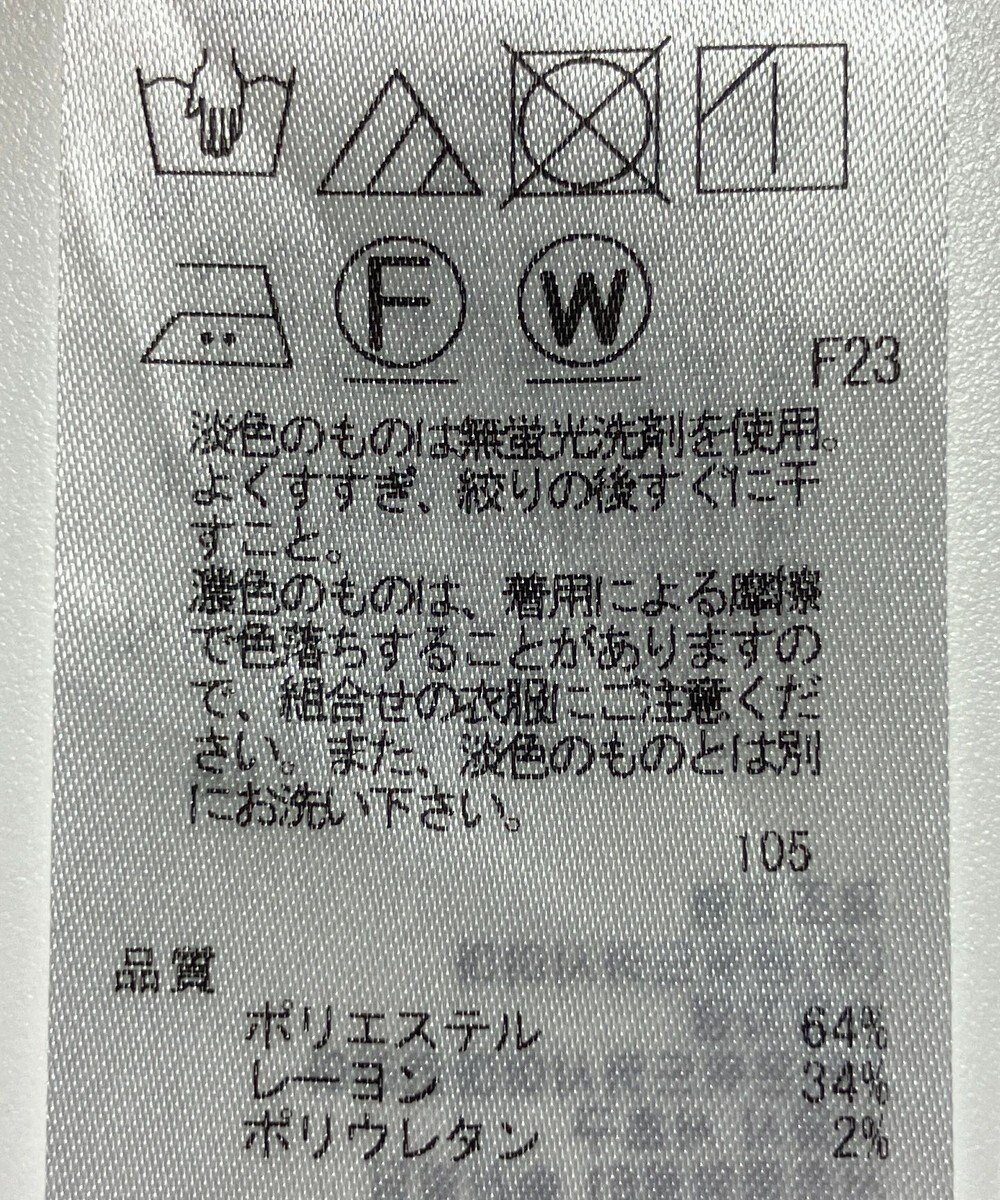 F
W
F23
淡色のものは無蛍光洗剤を使用。
よくすすぎ、絞りの後すぐに干
すこと。
濃色のものは、着用による摩擦
で色落ちすることがありますの
で、組合せの衣服にご注意くだ
さい。また、淡色のものとは別
にお洗い下さい。
105
品質
ポリエステル 64%
レーヨン 34%
ポリウレタン 2%